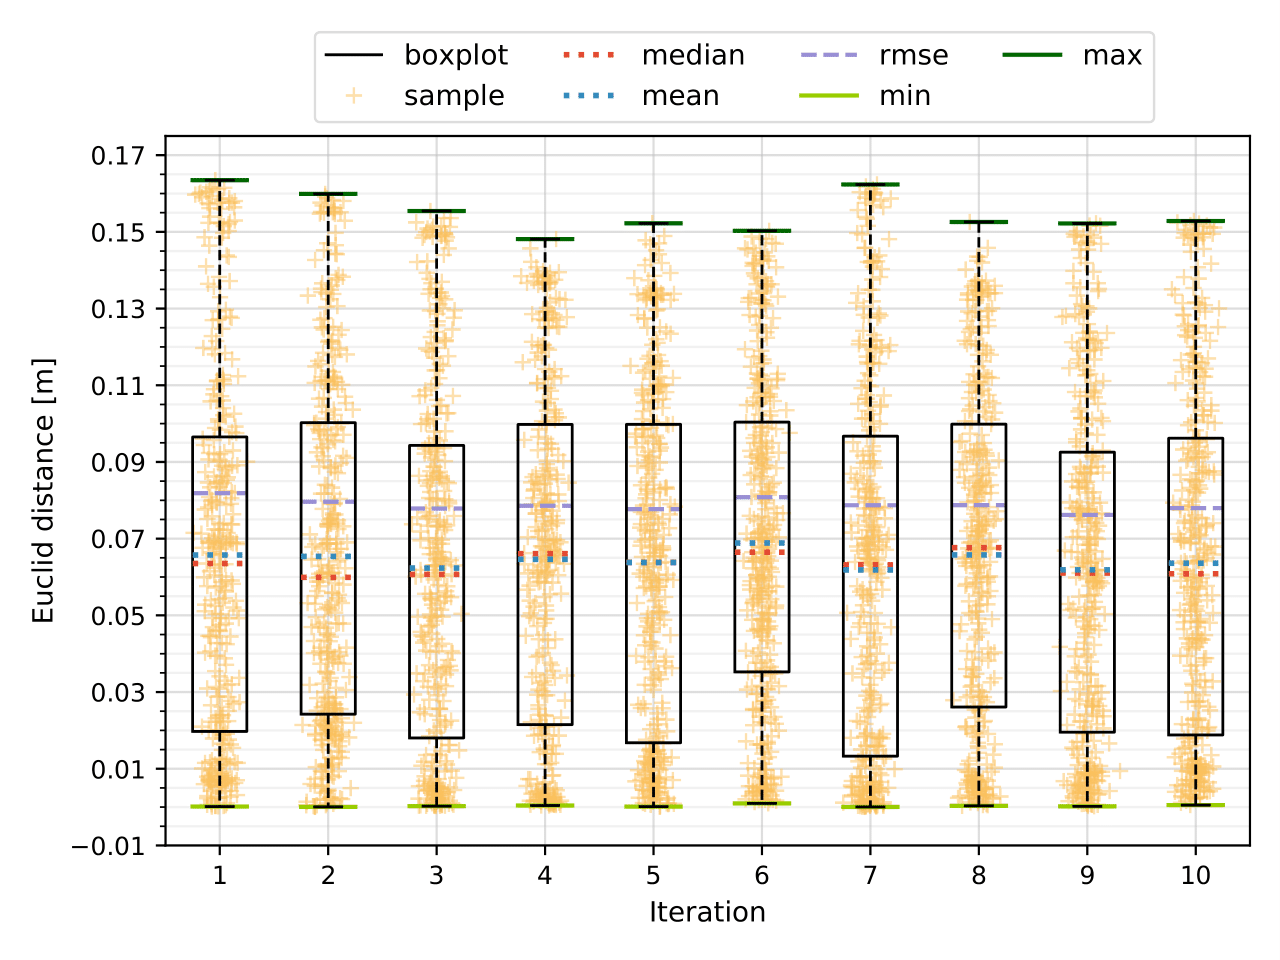 boxplot median rmse max
sample mean min
0.17
0.15
0.13
0.11
0.09
0.07
0.05
0.03
0.01
−0.01
Euclid distance [m]
1 2 3 4 5 6 7 8 9 10
Iteration